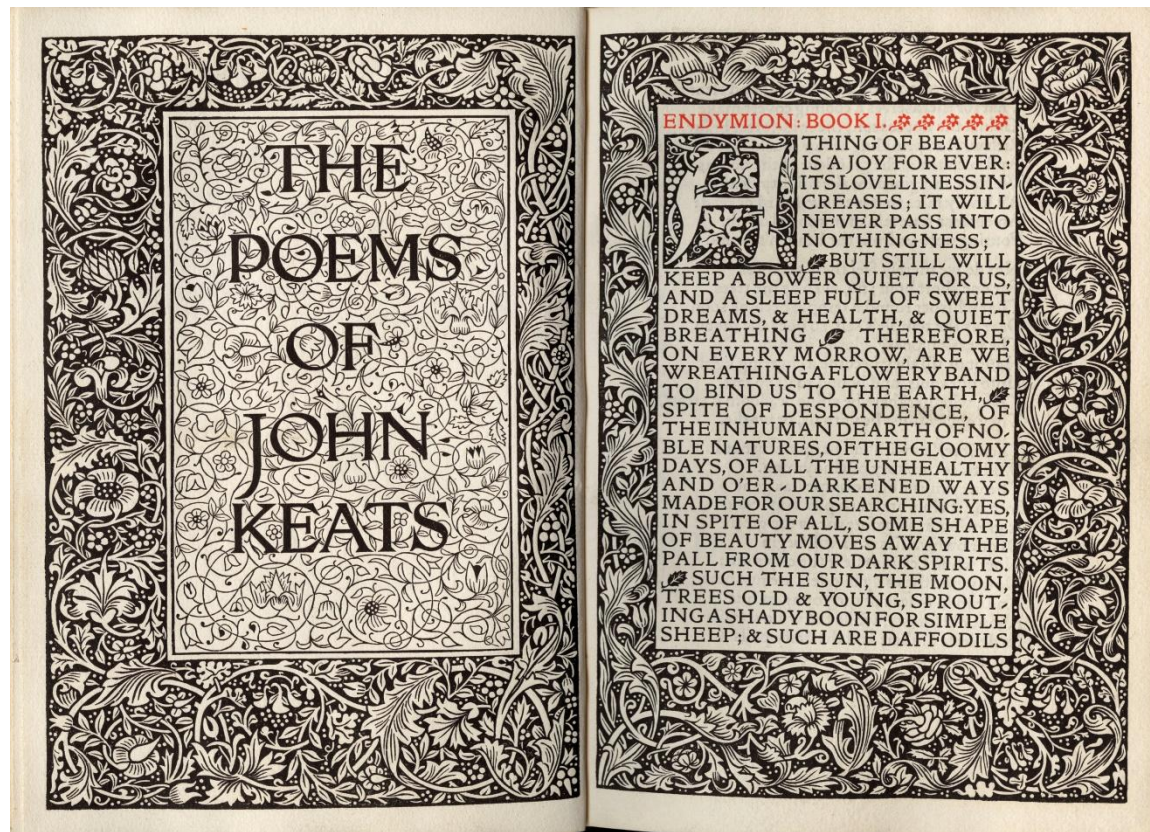 THE
POEMS
OF
JOHN
KEATS
ENDYMION: BOOK I.
A THING OF BEAUTY
IS A JOY FOR EVER:
ITS LOVELINESS IN-
CREASES; IT WILL
NEVER PASS INTO
NOTHINGNESS;
BUT STILL WILL
KEEP A BOWER QUIET FOR US,
AND A SLEEP FULL OF SWEET
DREAMS, & HEALTH, & QUIET
BREATHING THEREFORE,
ON EVERY MORROW, ARE WE
WREATHING A FLOWERY BAND
TO BIND US TO THE EARTH,
SPITE OF DESPONDENCE, OF
THE INHUMAN DEARTH OF NO-
BLE NATURES, OF THE GLOOMY
DAYS, OF ALL THE UNHEALTHY
AND O'ER-DARKENED WAYS
MADE FOR OUR SEARCHING: YES,
IN SPITE OF ALL, SOME SHAPE
OF BEAUTY MOVES AWAY THE
PALL FROM OUR DARK SPIRITS.
SUCH THE SUN, THE MOON,
TREES OLD & YOUNG, SPROUT-
ING A SHADY BOON FOR SIMPLE
SHEEP; & SUCH ARE DAFFODILS